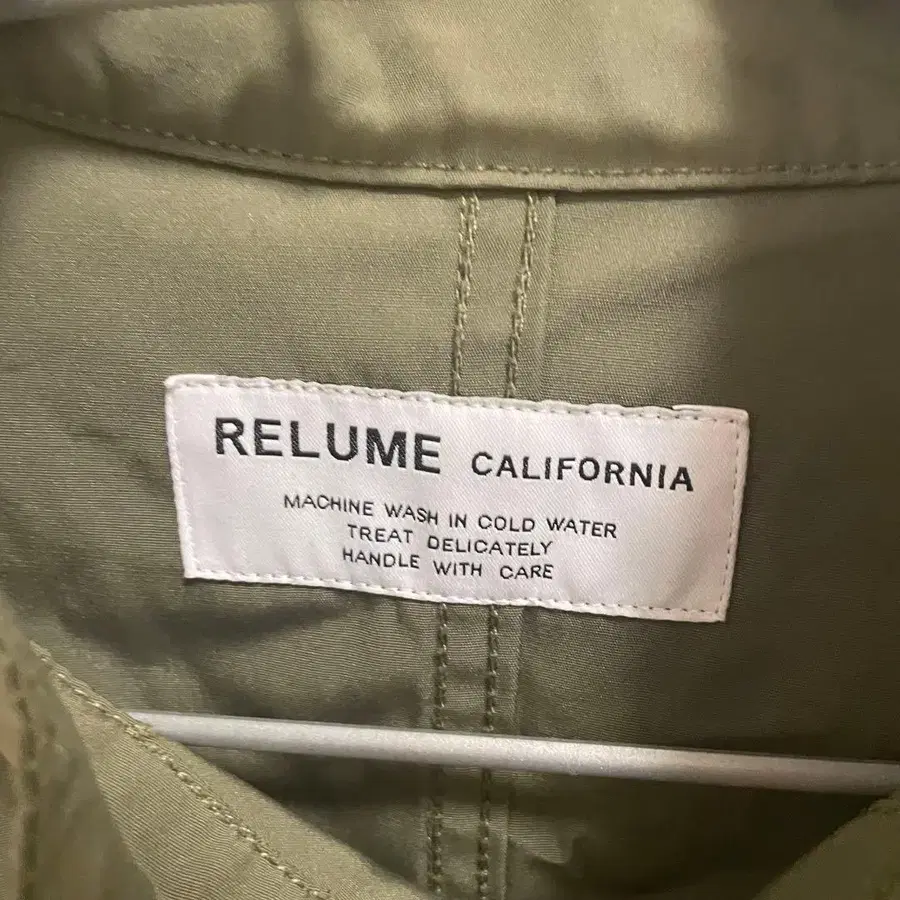 RELUME CALIFORNIA
MACHINE WASH IN COLD WATER
TREAT DELICATELY
HANDLE WITH CARE